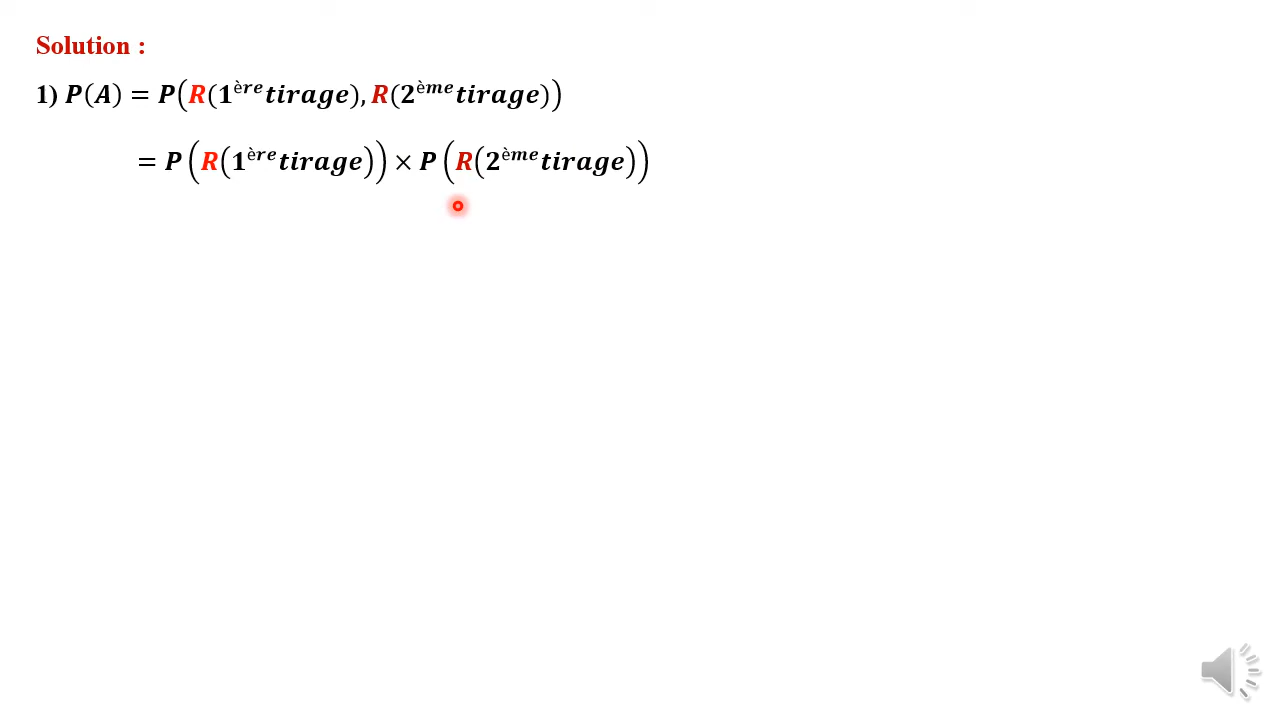 Solution :
1) P(A) = P(R(1ère tirage), R(2ème tirage))
= P(R(1ère tirage)) × P(R(2ème tirage))